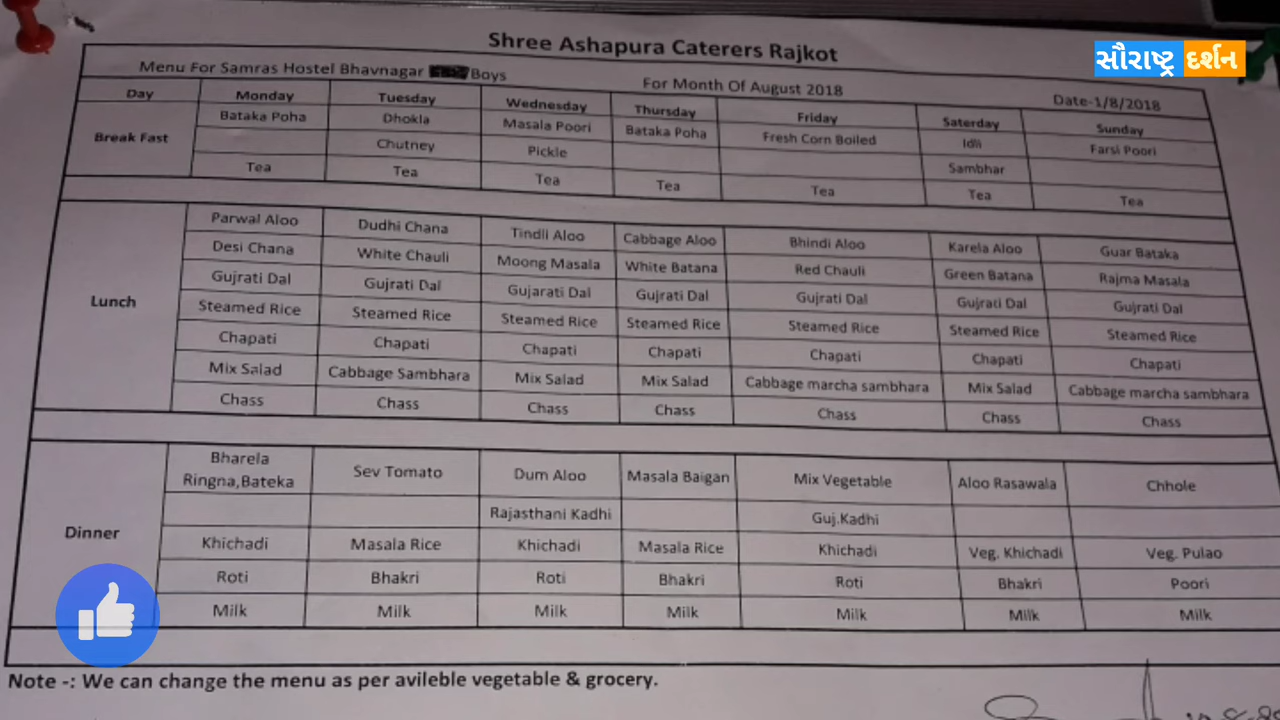 Shree Ashapura Caterers Rajkot
સૌરાષ્ટ્ર દર્શન
Menu For Samras Hostel Bhavnagar Boys For Month Of August 2018 Date-1/8/2018
Day Monday Tuesday Wednesday Thursday Friday Saterday Sunday
Break Fast
Bataka Poha Dhokla Masala Poori Bataka Poha Fresh Corn Boiled Idli Farsi Poori
Chutney Pickle Sambhar
Tea Tea Tea Tea Tea Tea Tea
Lunch
Parwal Aloo Dudhi Chana Tindli Aloo Cabbage Aloo Bhindi Aloo Karela Aloo Guar Bataka
Desi Chana White Chauli Moong Masala White Batana Red Chauli Green Batana Rajma Masala
Gujrati Dal Gujrati Dal Gujarati Dal Gujrati Dal Gujrati Dal Gujrati Dal Gujrati Dal
Steamed Rice Steamed Rice Steamed Rice Steamed Rice Steamed Rice Steamed Rice Steamed Rice
Chapati Chapati Chapati Chapati Chapati Chapati Chapati
Mix Salad Cabbage Sambhara Mix Salad Mix Salad Cabbage marcha sambhara Mix Salad Cabbage marcha sambhara
Chass Chass Chass Chass Chass Chass Chass
Dinner
Bharela Ringna,Bateka Sev Tomato Dum Aloo Masala Baigan Mix Vegetable Aloo Rasawala Chhole
Rajasthani Kadhi Guj.Kadhi
Khichadi Masala Rice Khichadi Masala Rice Khichadi Veg. Khichadi Veg. Pulao
Roti Bhakri Roti Bhakri Roti Bhakri Poori
Milk Milk Milk Milk Milk Milk Milk
Note -: We can change the menu as per avileble vegetable & grocery.